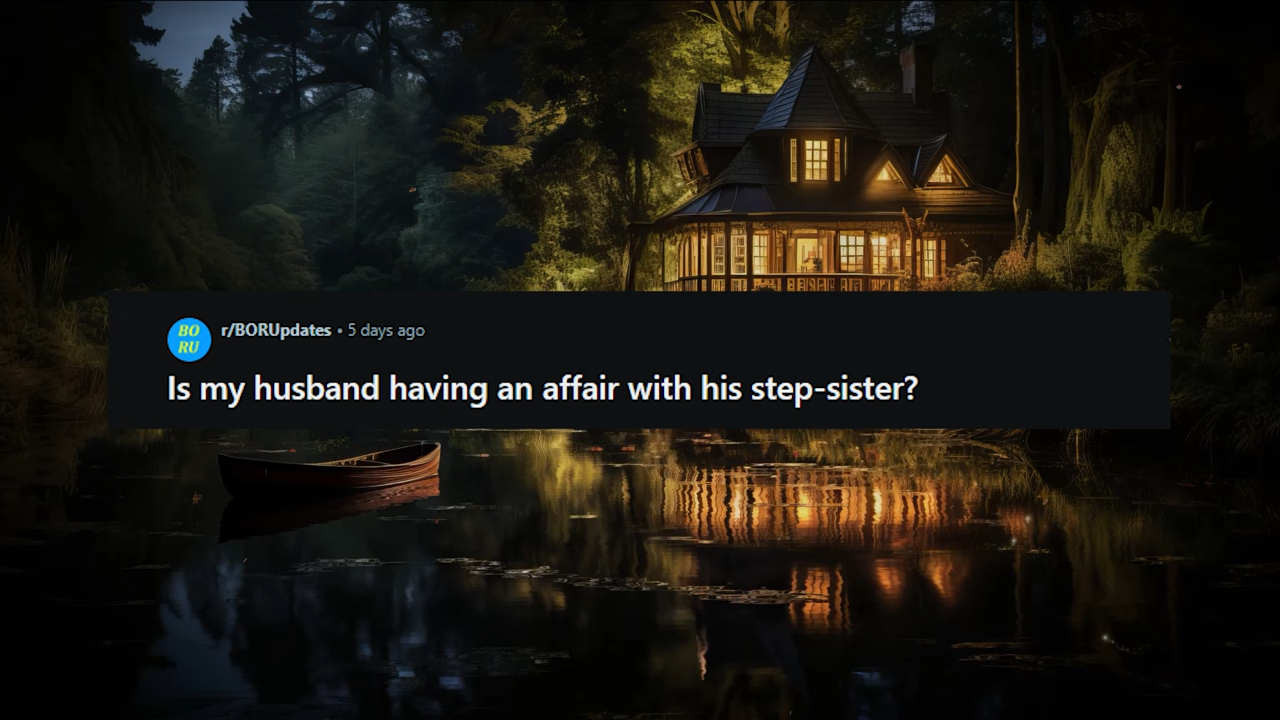 BO
RU
r/BORUpdates • 5 days ago
Is my husband having an affair with his step-sister?